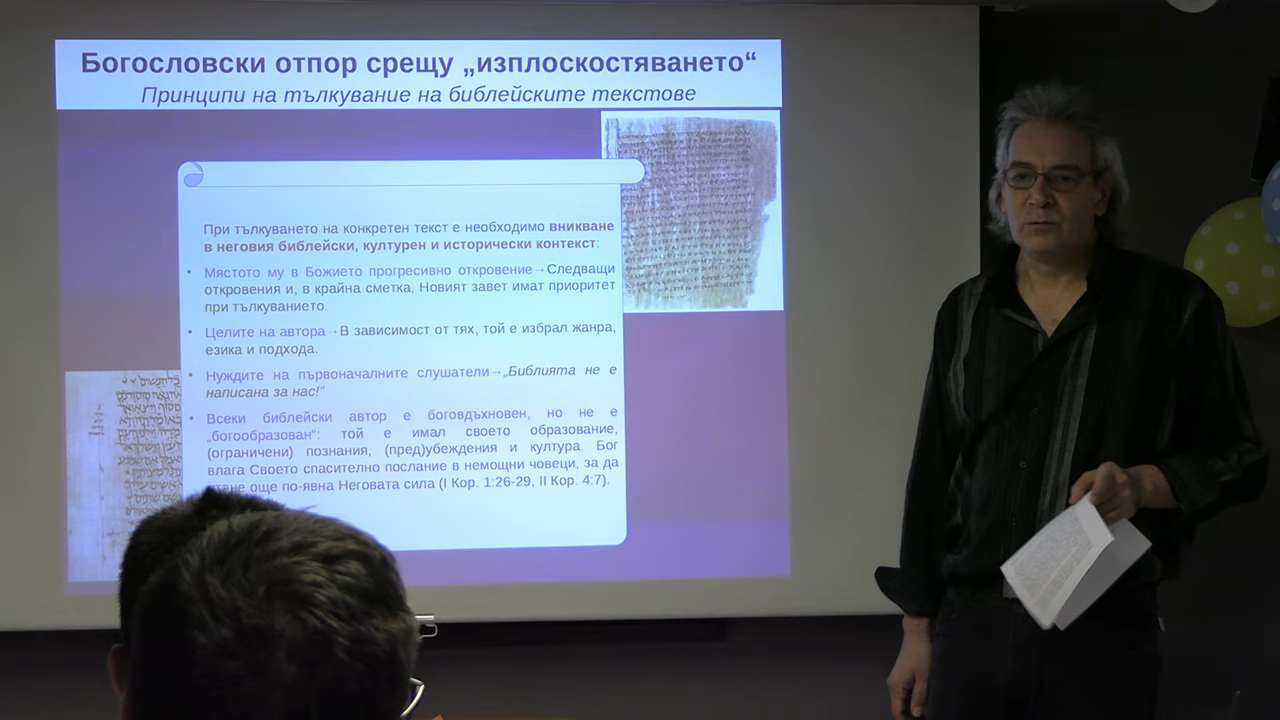 Богословски отпор срещу „изплоскостяването“
Принципи на тълкувание на библейските текстове
При тълкуването на конкретен текст е необходимо вникване
в неговия библейски, културен и исторически контекст:
• Мястото му в Божието прогресивно откровение→Следващи
откровения и, в крайна сметка, Новият завет имат приоритет
при тълкуванието.
• Целите на автора→В зависимост от тях, той е избрал жанра,
езика и подхода.
• Нуждите на първоначалните слушатели→„Библията не е
написана за нас!“
• Всеки библейски автор е боговдъхновен, но не е
„богообразован“: той е имал своето образование,
(ограничени) познания, (пред)убеждения и култура. Бог
влага Своето спасително послание в немощни човеци, за да
още по-явна Неговата сила (I Кор. 1:26-29, II Кор. 4:7).